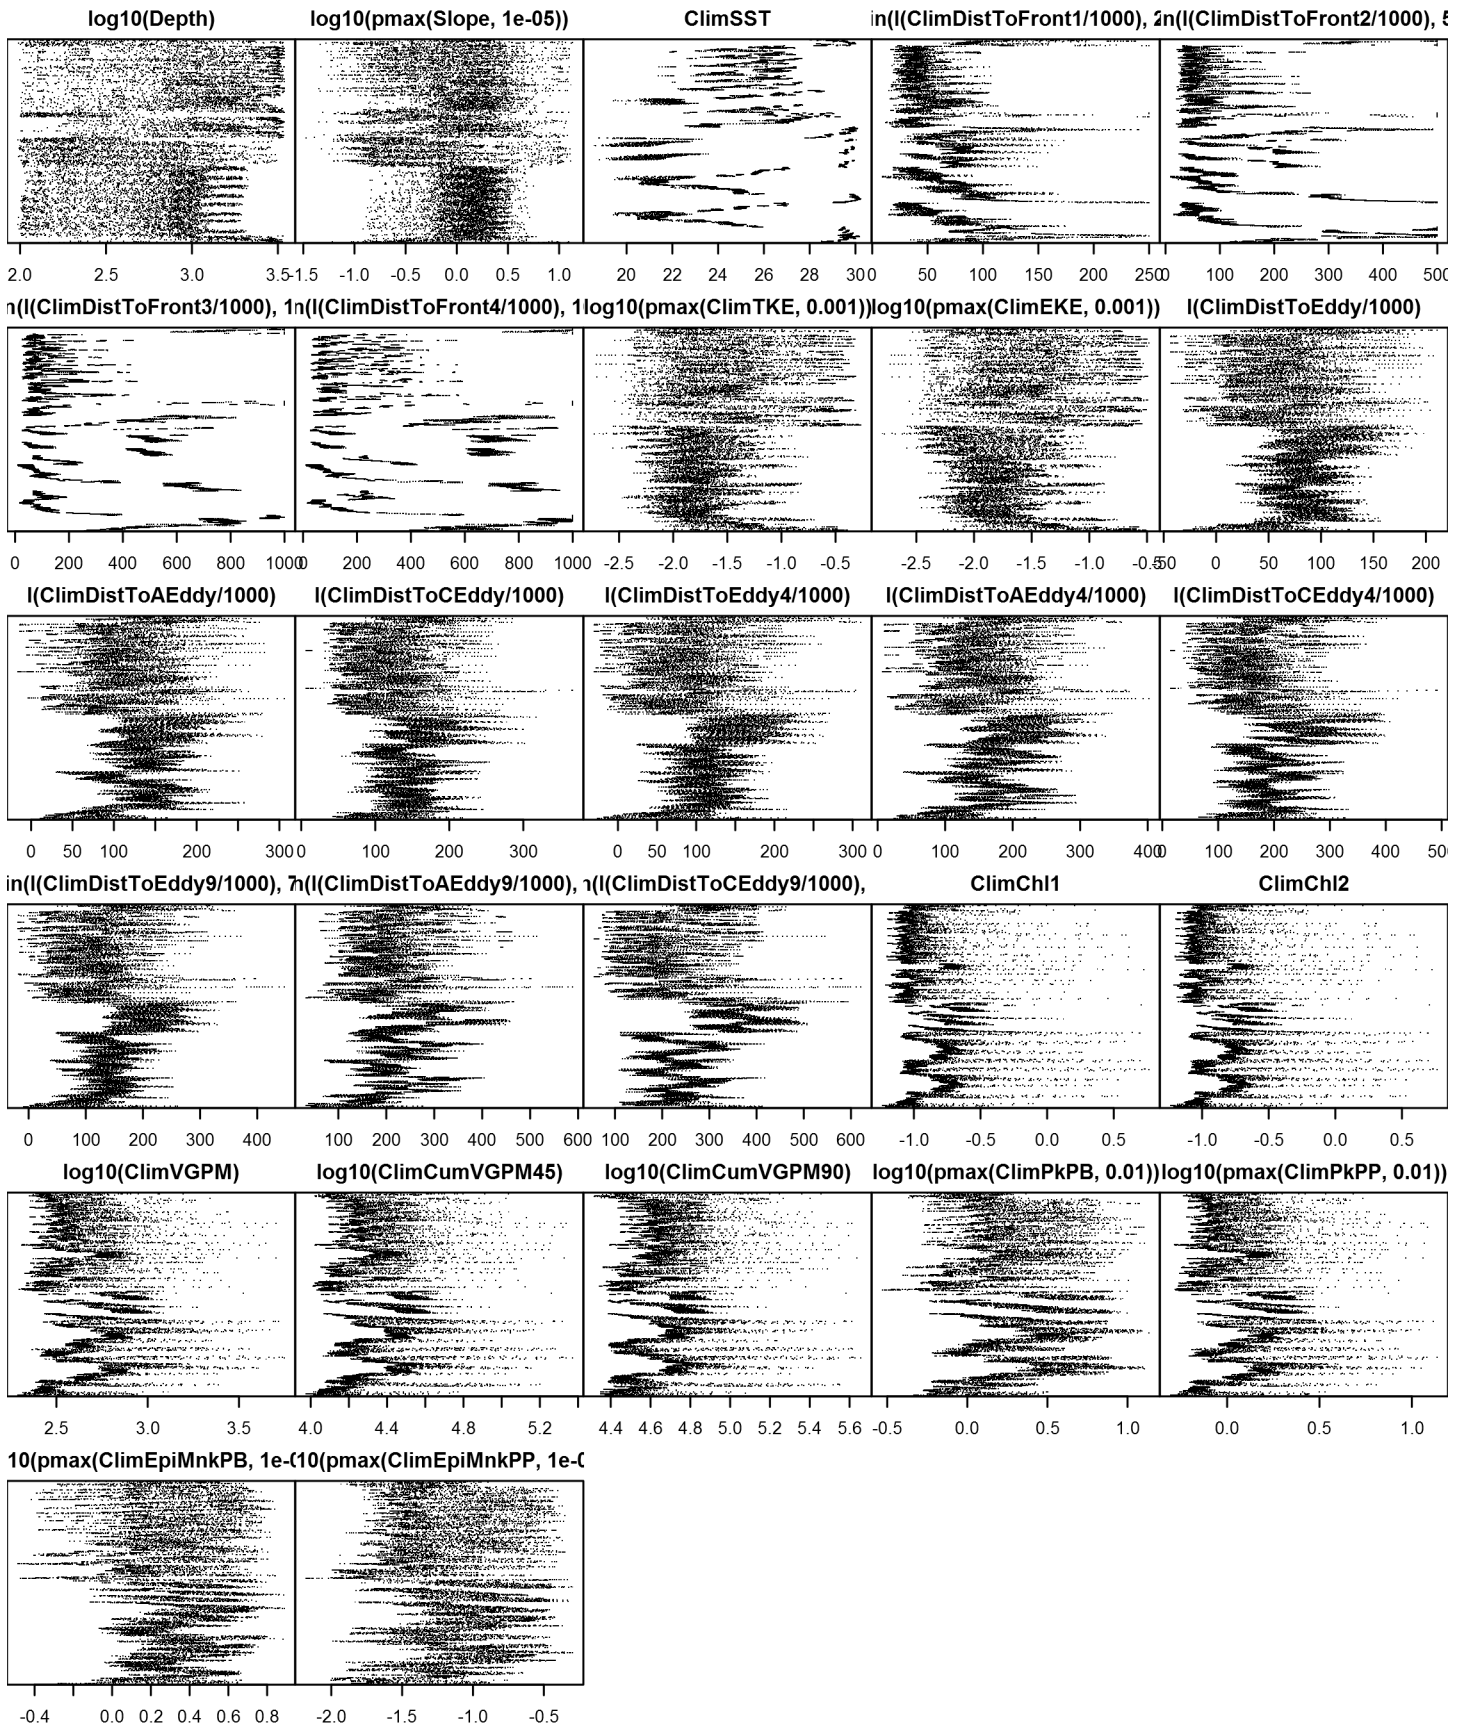 log10(Depth) log10(pmax(Slope, 1e-05)) ClimSST in(I(ClimDistToFront1/1000), 2 n(I(ClimDistToFront2/1000), 5
2.0 2.5 3.0 3.5 -1.5 -1.0 -0.5 0.0 0.5 1.0 20 22 24 26 28 30 50 100 150 200 250 0 100 200 300 400 500
n(I(ClimDistToFront3/1000), 1 n(I(ClimDistToFront4/1000), 1 log10(pmax(ClimTKE, 0.001)) log10(pmax(ClimEKE, 0.001)) I(ClimDistToEddy/1000)
0 200 400 600 800 1000 0 200 400 600 800 1000 -2.5 -2.0 -1.5 -1.0 -0.5 -2.5 -2.0 -1.5 -1.0 -0.5 -50 0 50 100 150 200
I(ClimDistToAEddy/1000) I(ClimDistToCEddy/1000) I(ClimDistToEddy4/1000) I(ClimDistToAEddy4/1000) I(ClimDistToCEddy4/1000)
0 50 100 150 200 250 300 0 100 200 300 0 50 100 150 200 250 300 0 100 200 300 400 0 100 200 300 400 500
in(I(ClimDistToEddy9/1000), 7 n(I(ClimDistToAEddy9/1000), n(I(ClimDistToCEddy9/1000), ClimChl1 ClimChl2
0 100 200 300 400 100 200 300 400 500 600 100 200 300 400 500 600 -1.0 -0.5 0.0 0.5 -1.0 -0.5 0.0 0.5
log10(ClimVGPM) log10(ClimCumVGPM45) log10(ClimCumVGPM90) log10(pmax(ClimPkPB, 0.01)) log10(pmax(ClimPkPP, 0.01))
2.5 3.0 3.5 4.0 4.4 4.8 5.2 4.4 4.6 4.8 5.0 5.2 5.4 5.6 -0.5 0.0 0.5 1.0 0.0 0.5 1.0
10(pmax(ClimEpiMnkPB, 1e-0 10(pmax(ClimEpiMnkPP, 1e-0
-0.4 0.0 0.2 0.4 0.6 0.8 -2.0 -1.5 -1.0 -0.5